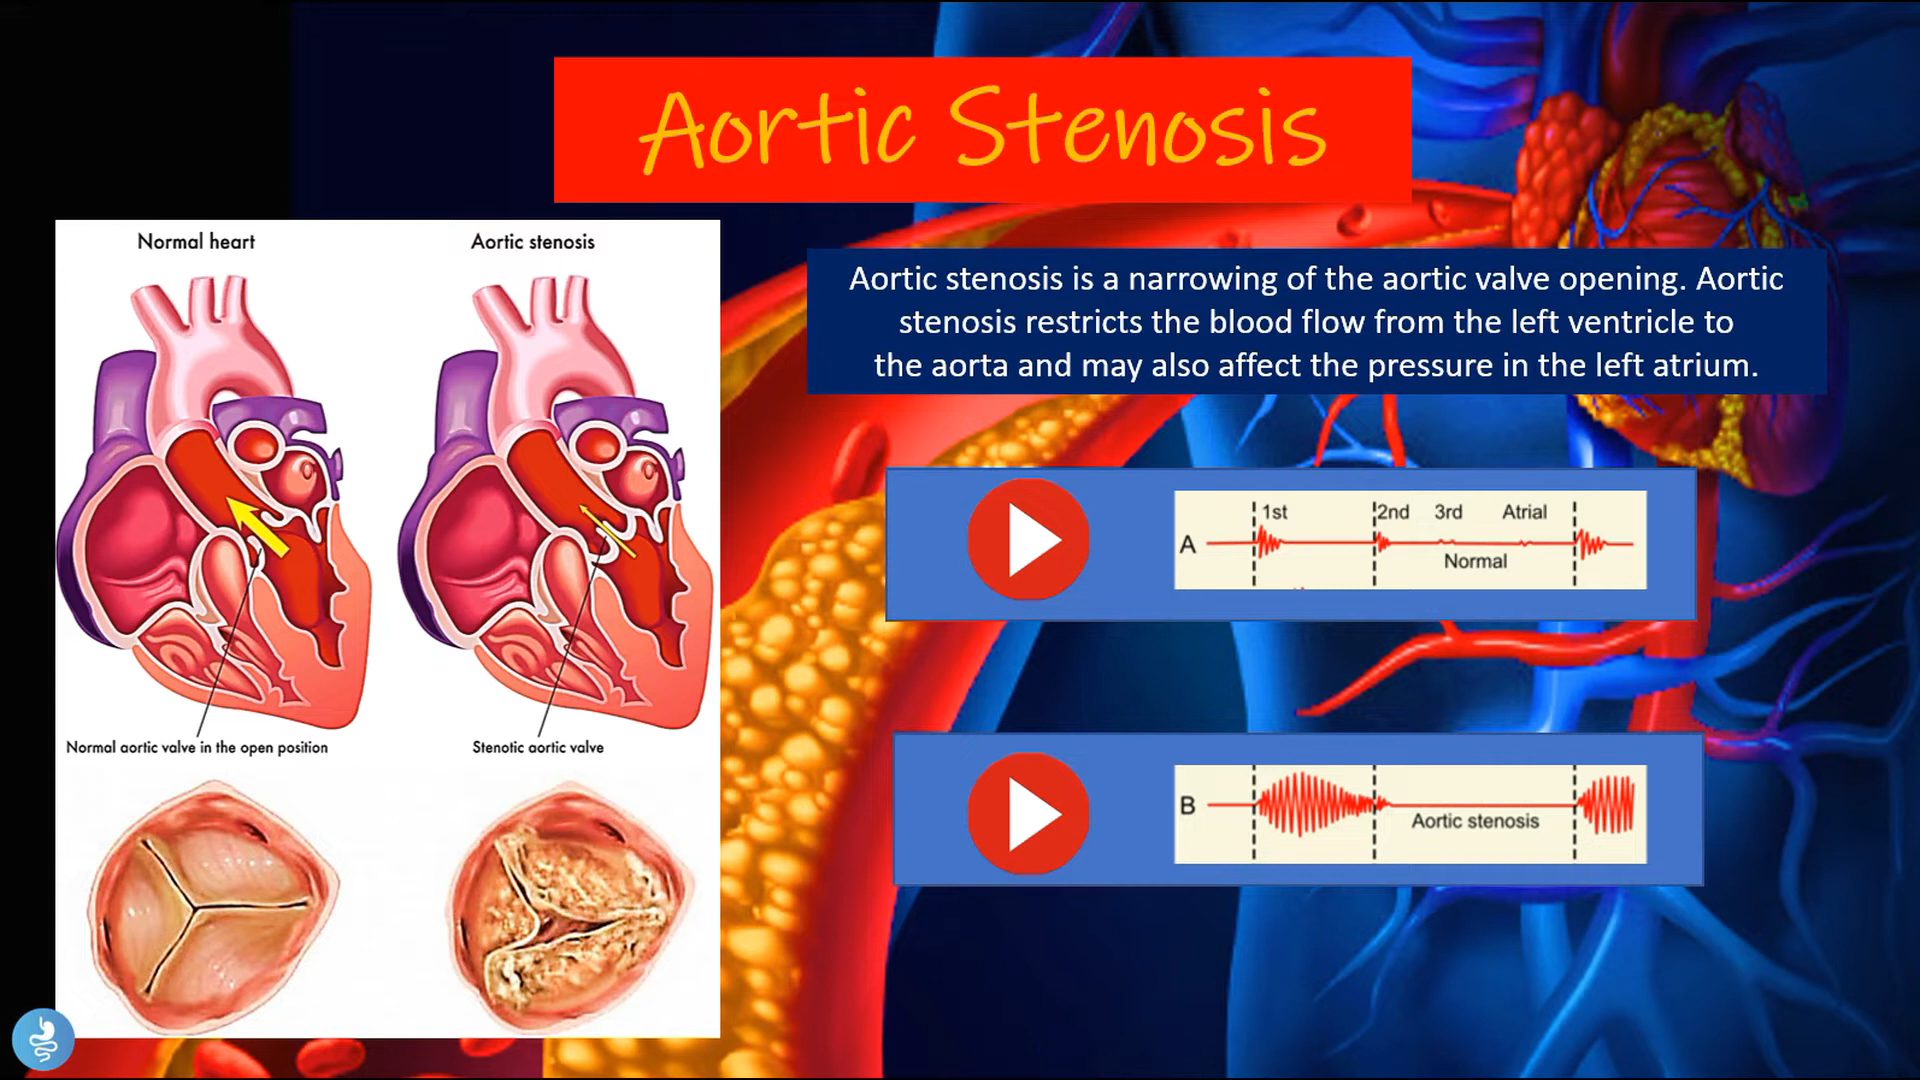 Aortic Stenosis
Normal heart
Aortic stenosis
Normal aortic valve in the open position
Stenotic aortic valve
Aortic stenosis is a narrowing of the aortic valve opening. Aortic
stenosis restricts the blood flow from the left ventricle to
the aorta and may also affect the pressure in the left atrium.
1st 2nd 3rd Atrial
A
Normal
B
Aortic stenosis